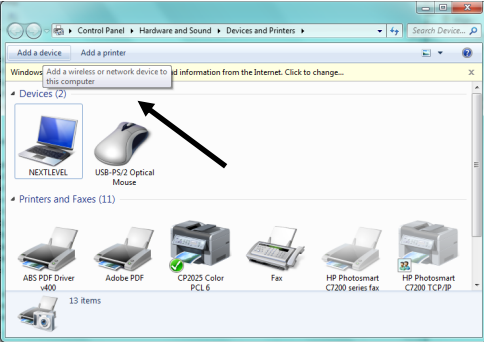 Control Panel ▸ Hardware and Sound ▸ Devices and Printers ▸
Search Device...
Add a device Add a printer
Windows
d information from the Internet. Click to change...
Add a wireless or network device to
this computer
Devices (2)
NEXTLEVEL
USB-PS/2 Optical
Mouse
Printers and Faxes (11)
ABS PDF Driver
v400
Adobe PDF
CP2025 Color
PCL 6
Fax
HP Photosmart
C7200 series fax
HP Photosmart
C7200 TCP/IP
13 items